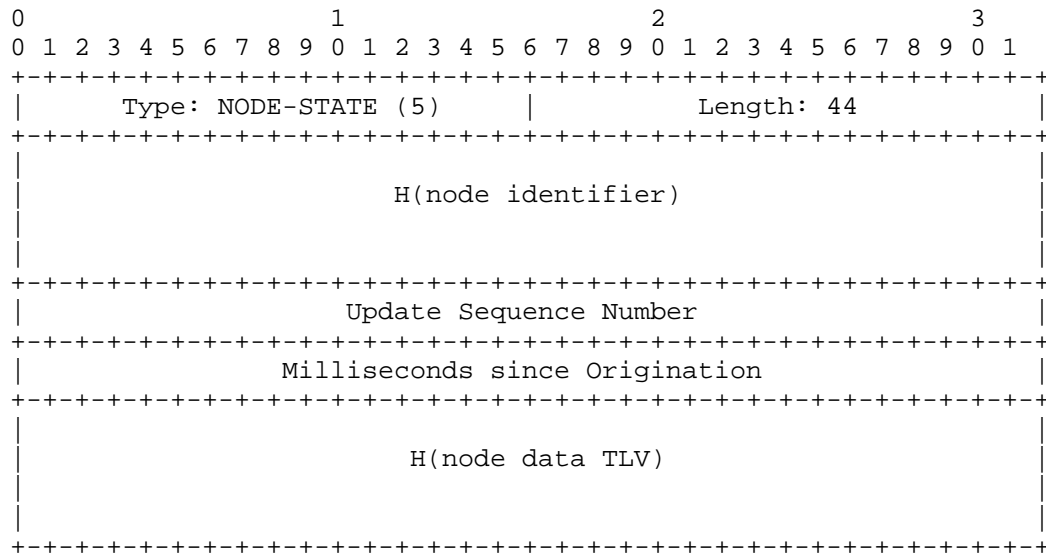 0                   1                   2                   3
0 1 2 3 4 5 6 7 8 9 0 1 2 3 4 5 6 7 8 9 0 1 2 3 4 5 6 7 8 9 0 1
+-+-+-+-+-+-+-+-+-+-+-+-+-+-+-+-+-+-+-+-+-+-+-+-+-+-+-+-+-+-+-+-+
|      Type: NODE-STATE (5)     |          Length: 44           |
+-+-+-+-+-+-+-+-+-+-+-+-+-+-+-+-+-+-+-+-+-+-+-+-+-+-+-+-+-+-+-+-+
|                                                               |
|                       H(node identifier)                      |
|                                                               |
|                                                               |
+-+-+-+-+-+-+-+-+-+-+-+-+-+-+-+-+-+-+-+-+-+-+-+-+-+-+-+-+-+-+-+-+
|                    Update Sequence Number                     |
+-+-+-+-+-+-+-+-+-+-+-+-+-+-+-+-+-+-+-+-+-+-+-+-+-+-+-+-+-+-+-+-+
|                Milliseconds since Origination                 |
+-+-+-+-+-+-+-+-+-+-+-+-+-+-+-+-+-+-+-+-+-+-+-+-+-+-+-+-+-+-+-+-+
|                                                               |
|                        H(node data TLV)                       |
|                                                               |
|                                                               |
+-+-+-+-+-+-+-+-+-+-+-+-+-+-+-+-+-+-+-+-+-+-+-+-+-+-+-+-+-+-+-+-+